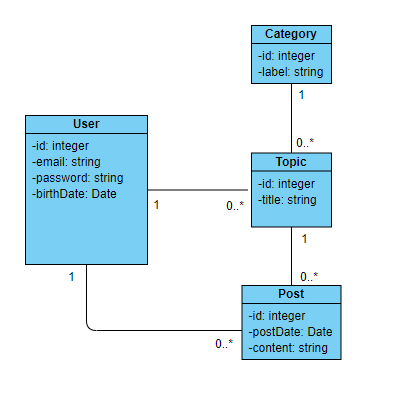 Category
-id: integer
-label: string
1
0..*
User
-id: integer
-email: string
-password: string
-birthDate: Date
1
0..*
Topic
-id: integer
-title: string
1
1
0..*
Post
-id: integer
-postDate: Date
-content: string
0..*